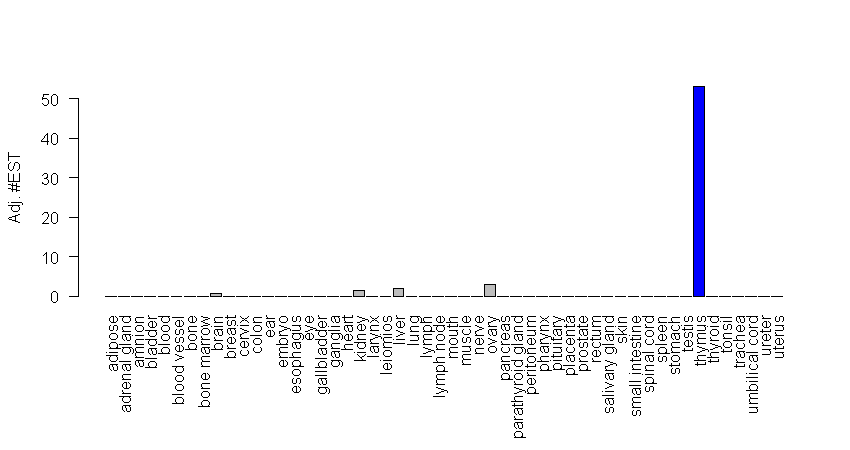 Adj. #EST
50
40
30
20
10
0
adipose
adrenal gland
amnion
bladder
blood
blood vessel
bone
bone marrow
brain
breast
cervix
colon
ear
embryo
esophagus
eye
gallbladder
ganglia
heart
kidney
larynx
leiomios
liver
lung
lymph
lymph node
mouth
muscle
nerve
ovary
pancreas
parathyroid gland
peritoneum
pharynx
pituitary
placenta
prostate
rectum
salivary gland
skin
small intestine
spinal cord
spleen
stomach
testis
thymus
thyroid
tonsil
trachea
umbilical cord
ureter
uterus